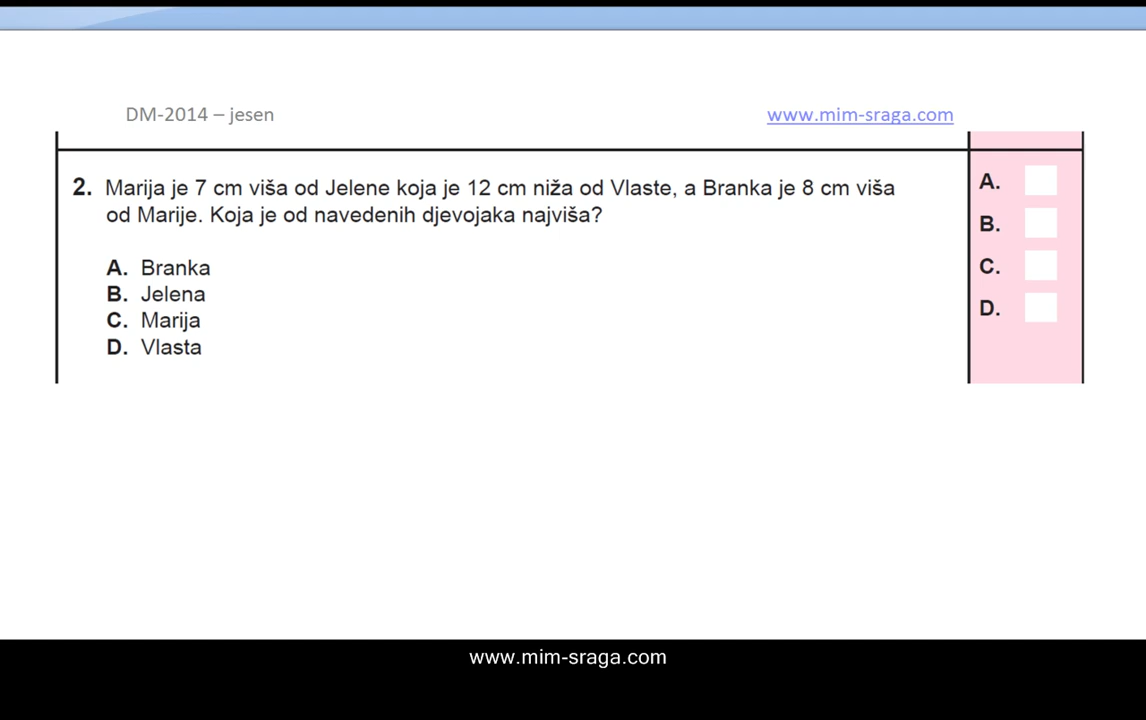 DM-2014 – jesen
www.mim-sraga.com
2. Marija je 7 cm viša od Jelene koja je 12 cm niža od Vlaste, a Branka je 8 cm viša
od Marije. Koja je od navedenih djevojaka najviša?
A. Branka
B. Jelena
C. Marija
D. Vlasta
A.
B.
C.
D.
www.mim-sraga.com